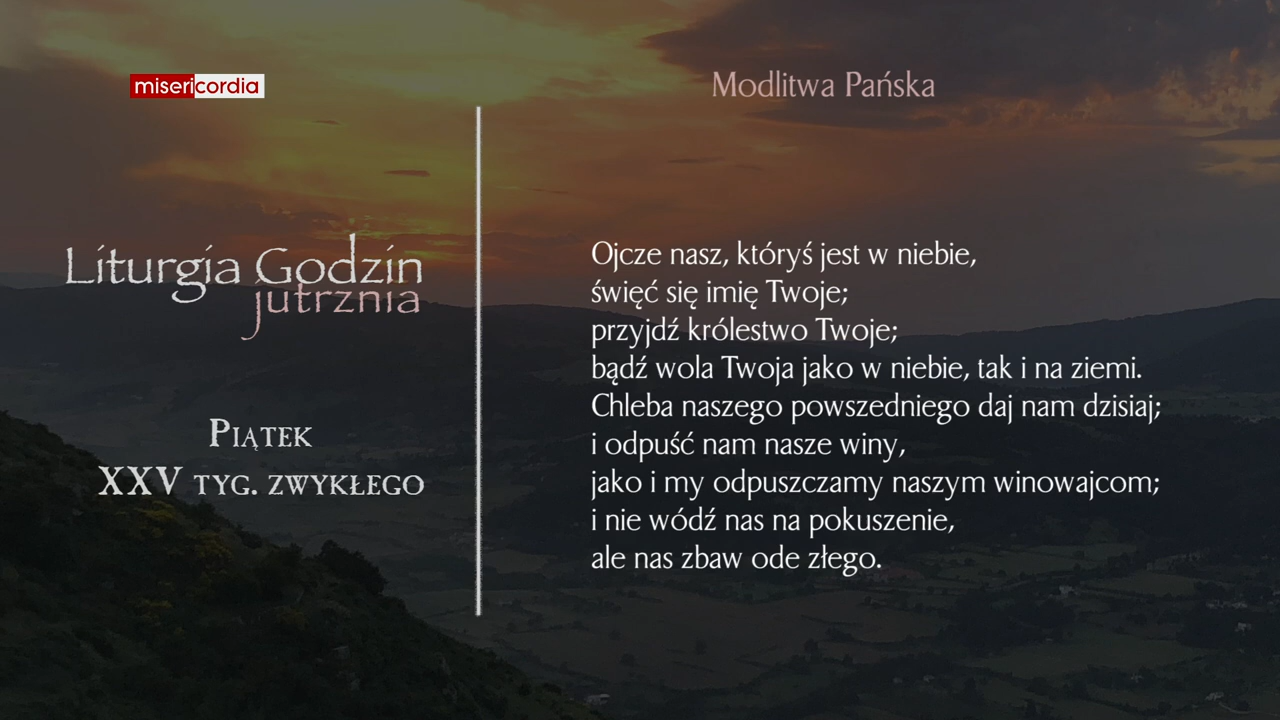 misericordia
Liturgia Godzin
jutrznia
Piątek
XXV tyg. zwykłego
Modlitwa Pańska
Ojcze nasz, któryś jest w niebie,
święć się imię Twoje;
przyjdź królestwo Twoje;
bądź wola Twoja jako w niebie, tak i na ziemi.
Chleba naszego powszedniego daj nam dzisiaj;
i odpuść nam nasze winy,
jako i my odpuszczamy naszym winowajcom;
i nie wódź nas na pokuszenie,
ale nas zbaw ode złego.